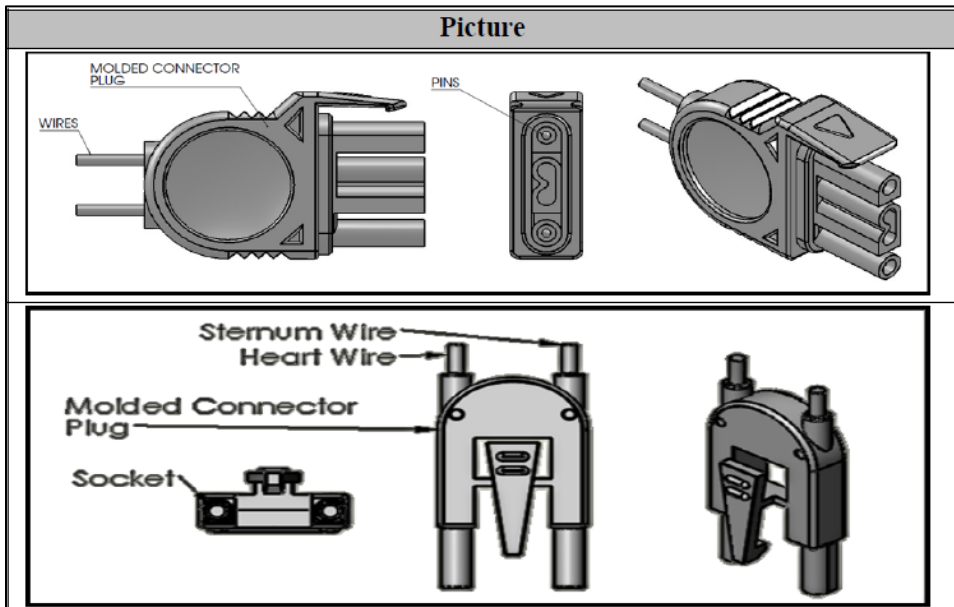 Picture
MOLDED CONNECTOR
PLUG
PINS
WIRES
Sternum Wire
Heart Wire
Molded Connector
Plug
Socket